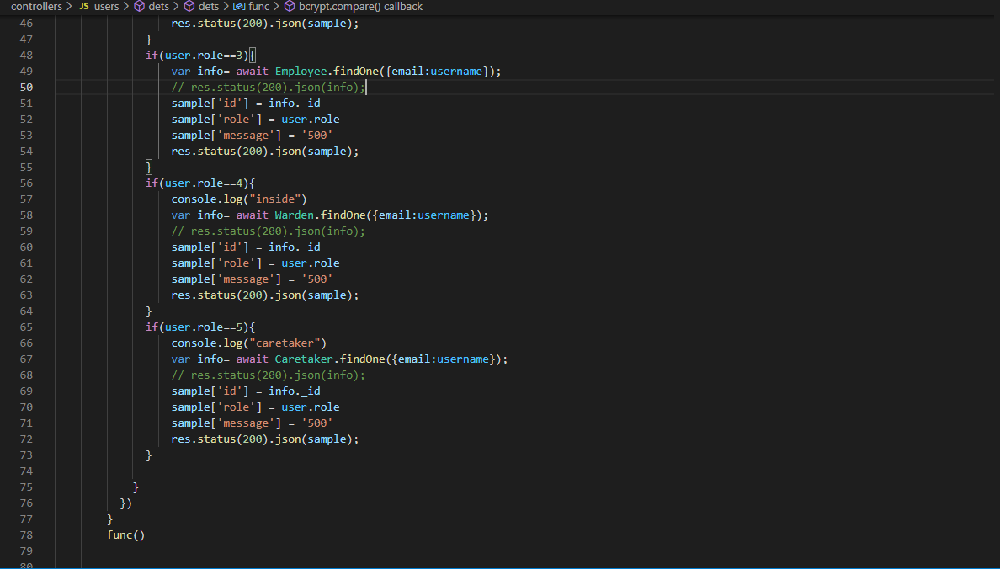 controllers > JS users > dets > dets > func > bcrypt.compare() callback
46 res.status(200).json(sample);
47 }
48 if(user.role==3){
49 var info= await Employee.findOne({email:username});
50 // res.status(200).json(info);
51 sample['id'] = info._id
52 sample['role'] = user.role
53 sample['message'] = '500'
54 res.status(200).json(sample);
55 }
56 if(user.role==4){
57 console.log("inside")
58 var info= await Warden.findOne({email:username});
59 // res.status(200).json(info);
60 sample['id'] = info._id
61 sample['role'] = user.role
62 sample['message'] = '500'
63 res.status(200).json(sample);
64 }
65 if(user.role==5){
66 console.log("caretaker")
67 var info= await Caretaker.findOne({email:username});
68 // res.status(200).json(info);
69 sample['id'] = info._id
70 sample['role'] = user.role
71 sample['message'] = '500'
72 res.status(200).json(sample);
73 }
74
75 }
76 })
77 }
78 func()
79
80